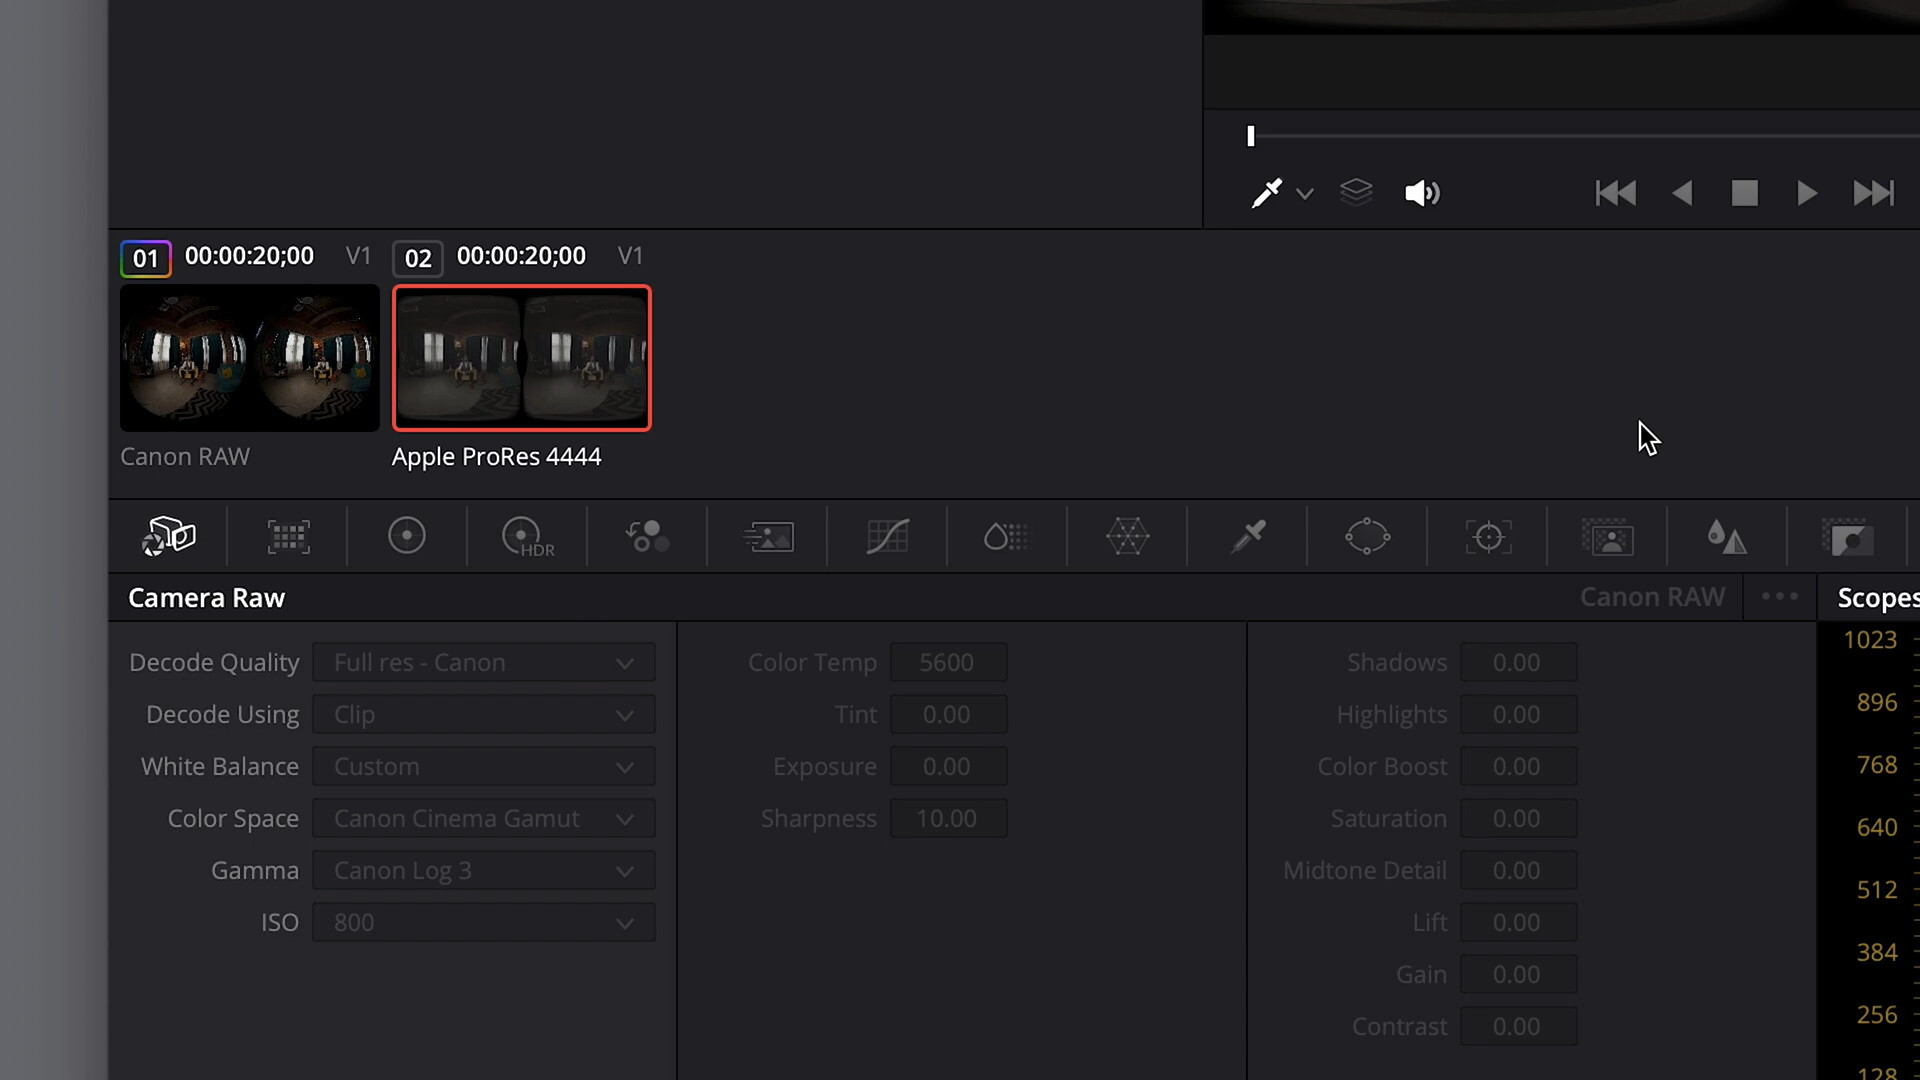 01 00:00:20;00 V1 02 00:00:20;00 V1
Canon RAW Apple ProRes 4444
HDR
Camera Raw Canon RAW Scopes
Decode Quality Full res - Canon
Decode Using Clip
White Balance Custom
Color Space Canon Cinema Gamut
Gamma Canon Log 3
ISO 800
Color Temp 5600
Tint 0.00
Exposure 0.00
Sharpness 10.00
Shadows 0.00
Highlights 0.00
Color Boost 0.00
Saturation 0.00
Midtone Detail 0.00
Lift 0.00
Gain 0.00
Contrast 0.00
1023
896
768
640
512
384
256
128